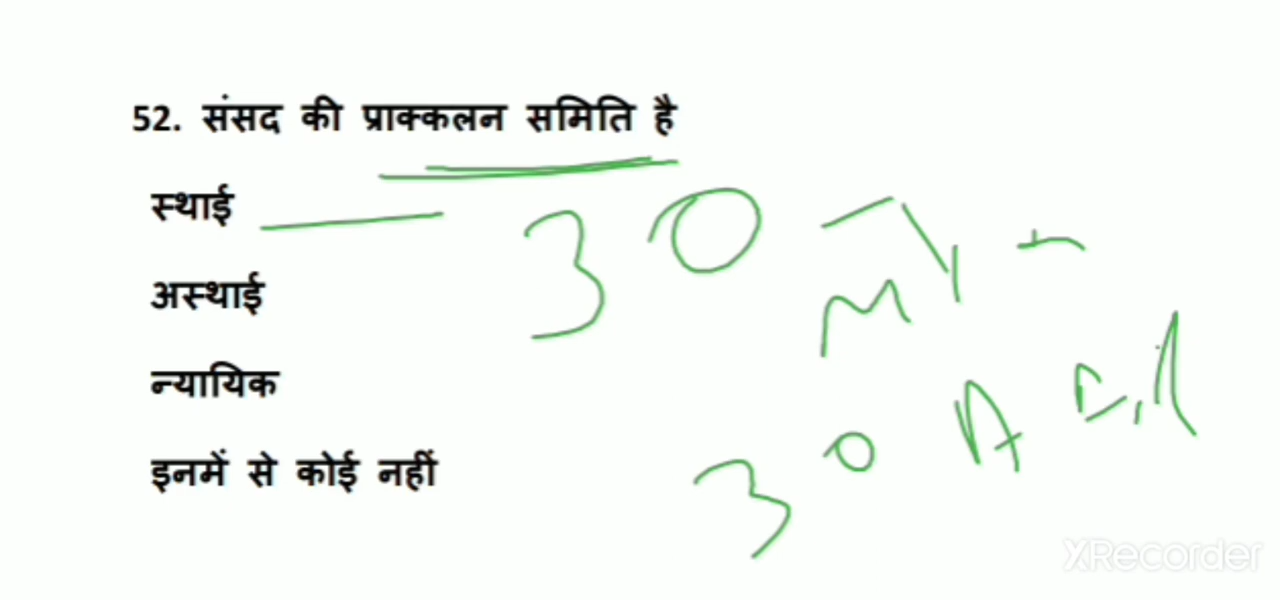 52. संसद की प्राक्कलन समिति है
स्थाई
30
अस्थाई
न्यायिक
30
इनमें से कोई नहीं
XRecorder